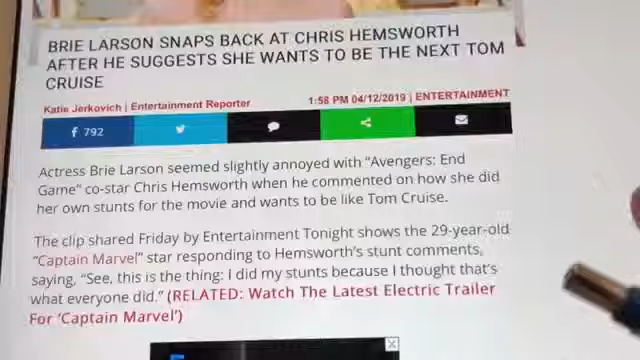 BRIE LARSON SNAPS BACK AT CHRIS HEMSWORTH
AFTER HE SUGGESTS SHE WANTS TO BE THE NEXT TOM
CRUISE
Katie Jerkovich | Entertainment Reporter
1:58 PM 04/12/2019 | ENTERTAINMENT
f 792
Actress Brie Larson seemed slightly annoyed with “Avengers: End
Game” co-star Chris Hemsworth when he commented on how she did
her own stunts for the movie and wants to be like Tom Cruise.
The clip shared Friday by Entertainment Tonight shows the 29-year-old
“Captain Marvel” star responding to Hemsworth’s stunt comments,
saying, “See, this is the thing: I did my stunts because I thought that’s
what everyone did.” (RELATED: Watch The Latest Electric Trailer
For ‘Captain Marvel’)